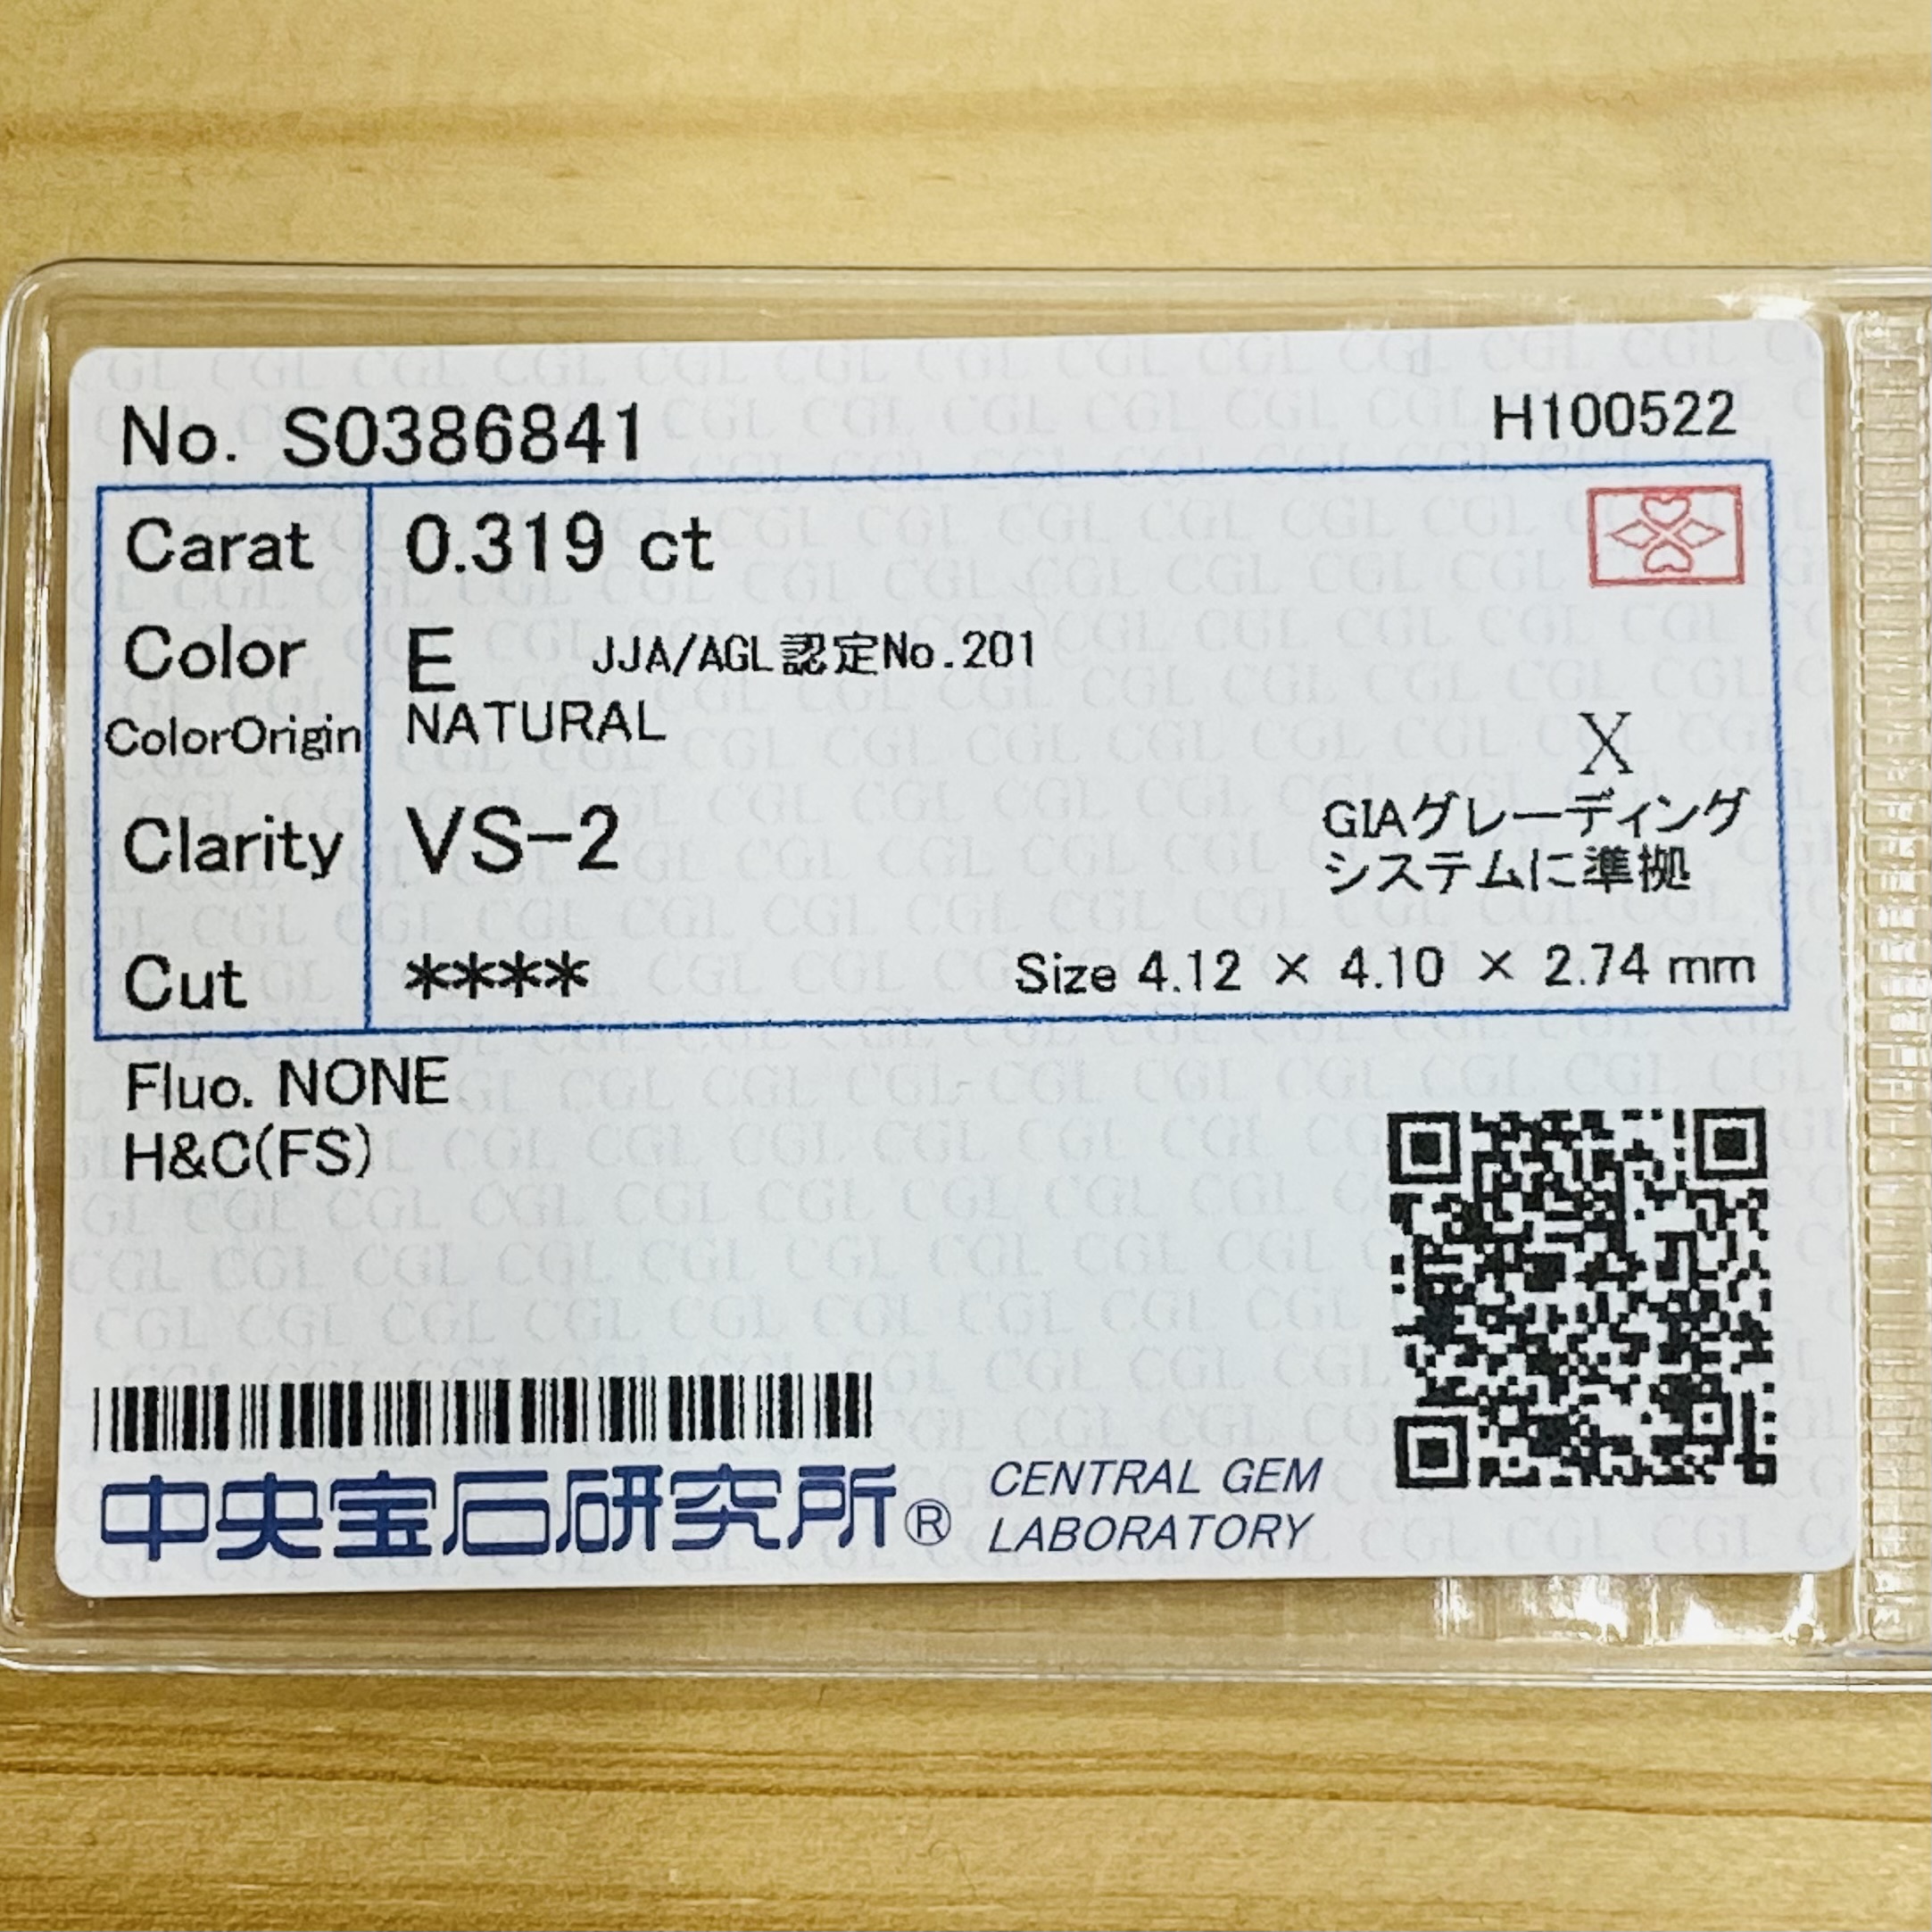 No. S0386841 H100522
Carat 0.319 ct
Color E JJA/AGL認定No.201
ColorOrigin NATURAL
X
Clarity VS-2 GIAグレーディング
システムに準拠
Cut **** Size 4.12 × 4.10 × 2.74 mm
Fluo. NONE
H&C(FS)
中央宝石研究所® CENTRAL GEM
LABORATORY